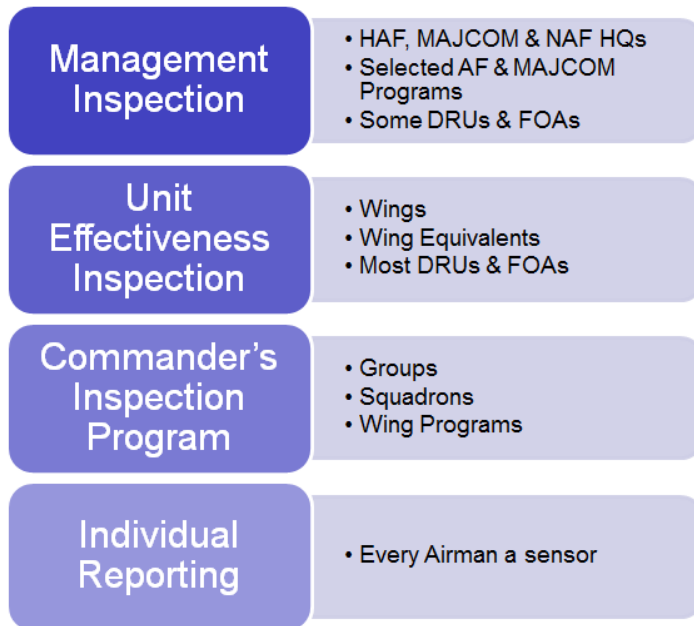 Management
Inspection
• HAF, MAJCOM & NAF HQs
• Selected AF & MAJCOM
Programs
• Some DRUs & FOAs
Unit
Effectiveness
Inspection
• Wings
• Wing Equivalents
• Most DRUs & FOAs
Commander's
Inspection
Program
• Groups
• Squadrons
• Wing Programs
Individual
Reporting
• Every Airman a sensor